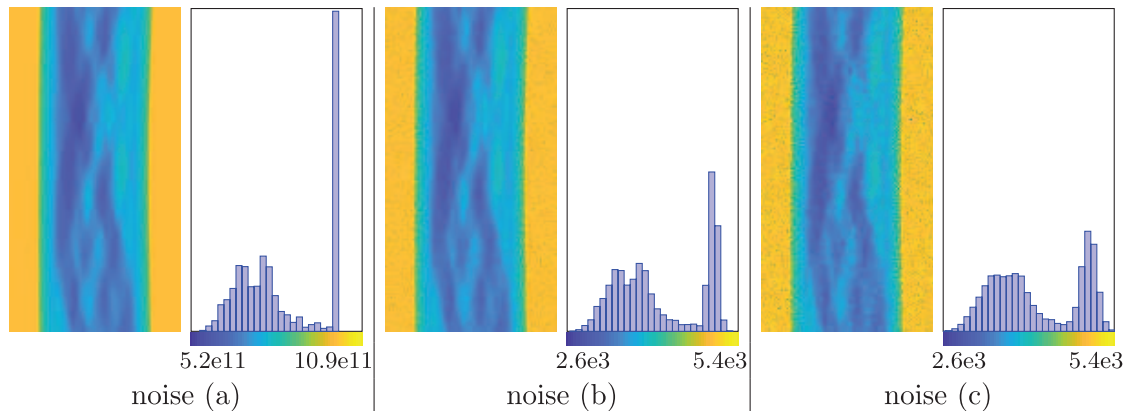 5.2e11 10.9e11 2.6e3 5.4e3 2.6e3 5.4e3
noise (a) noise (b) noise (c)